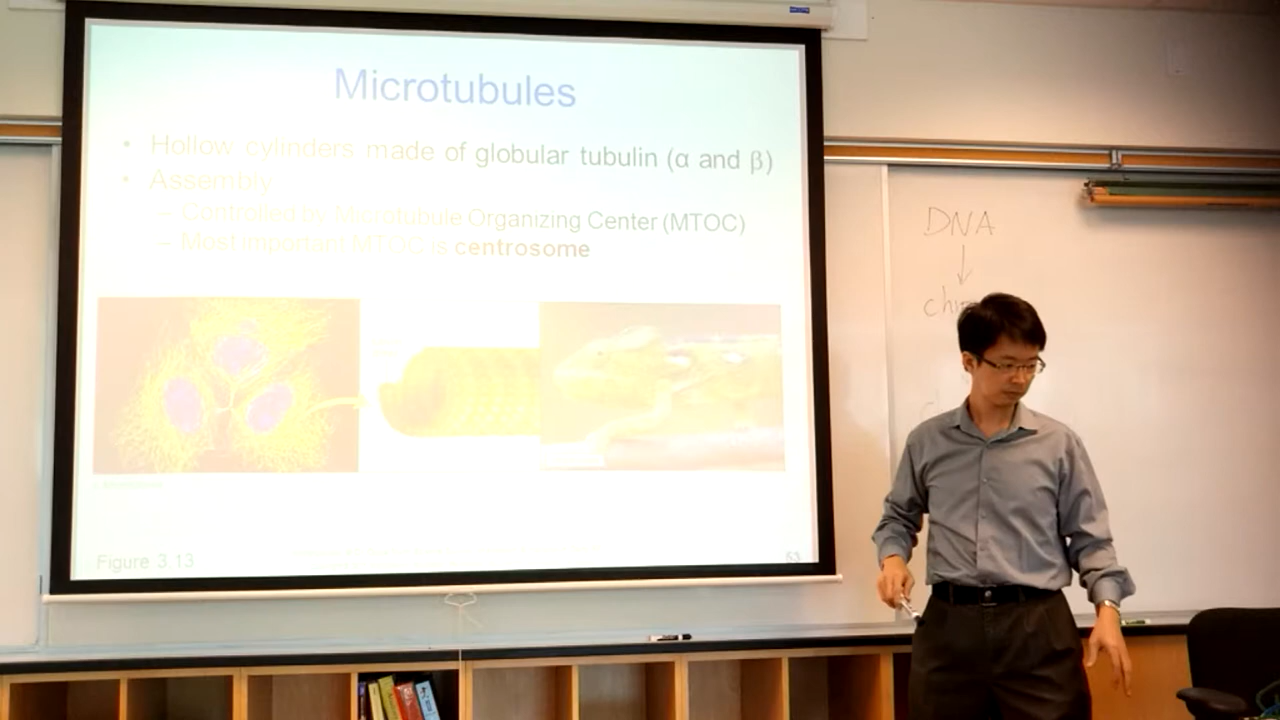 Microtubules
• Hollow cylinders made of globular tubulin (α and β)
• Assembly
– Controlled by Microtubule Organizing Center (MTOC)
– Most important MTOC is centrosome
Figure 3.13
53
DNA